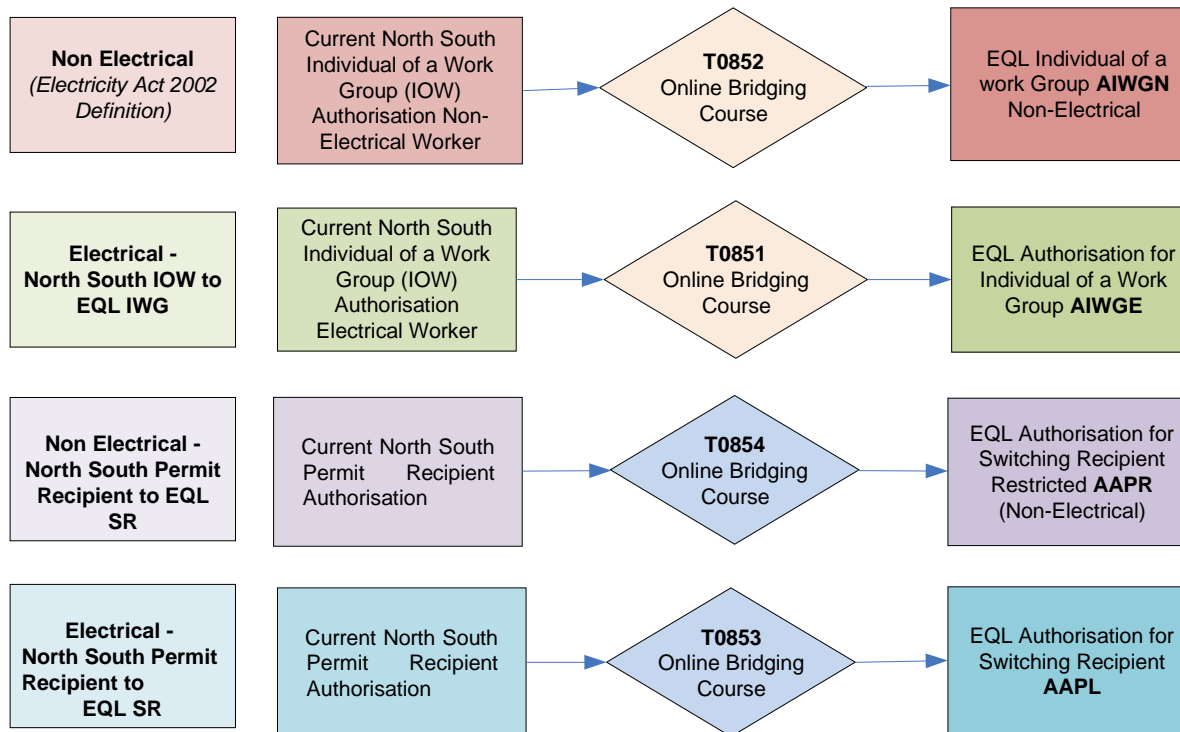 Non Electrical
(Electricity Act 2002
Definition)
Current North South
Individual of a Work
Group (IOW)
Authorisation Non-
Electrical Worker
T0852
Online Bridging
Course
EQL Individual of a
work Group AIWGN
Non-Electrical
Electrical -
North South IOW to
EQL IWG
Current North South
Individual of a Work
Group (IOW)
Authorisation
Electrical Worker
T0851
Online Bridging
Course
EQL Authorisation for
Individual of a Work
Group AIWGE
Non Electrical -
North South Permit
Recipient to EQL
SR
Current North South
Permit Recipient
Authorisation
T0854
Online Bridging
Course
EQL Authorisation for
Switching Recipient
Restricted AAPR
(Non-Electrical)
Electrical -
North South Permit
Recipient to
EQL SR
Current North South
Permit Recipient
Authorisation
T0853
Online Bridging
Course
EQL Authorisation for
Switching Recipient
AAPL